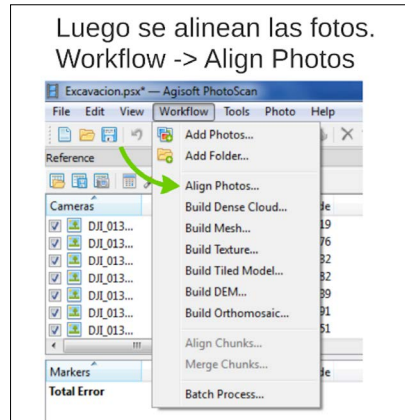 Luego se alinean las fotos.
Workflow -> Align Photos
Excavacion.psx* — Agisoft PhotoScan
File Edit View Workflow Tools Photo Help
Add Photos...
Reference
Add Folder...
Align Photos...
Cameras
Build Dense Cloud...
de
DJI_013...
Build Mesh...
19
DJI_013...
Build Texture...
76
DJI_013...
Build Tiled Model...
32
DJI_013...
32
DJI_013...
Build DEM...
39
DJI_013...
Build Orthomosaic...
91
DJI_013...
51
Align Chunks...
Merge Chunks...
Markers
de
Total Error
Batch Process...